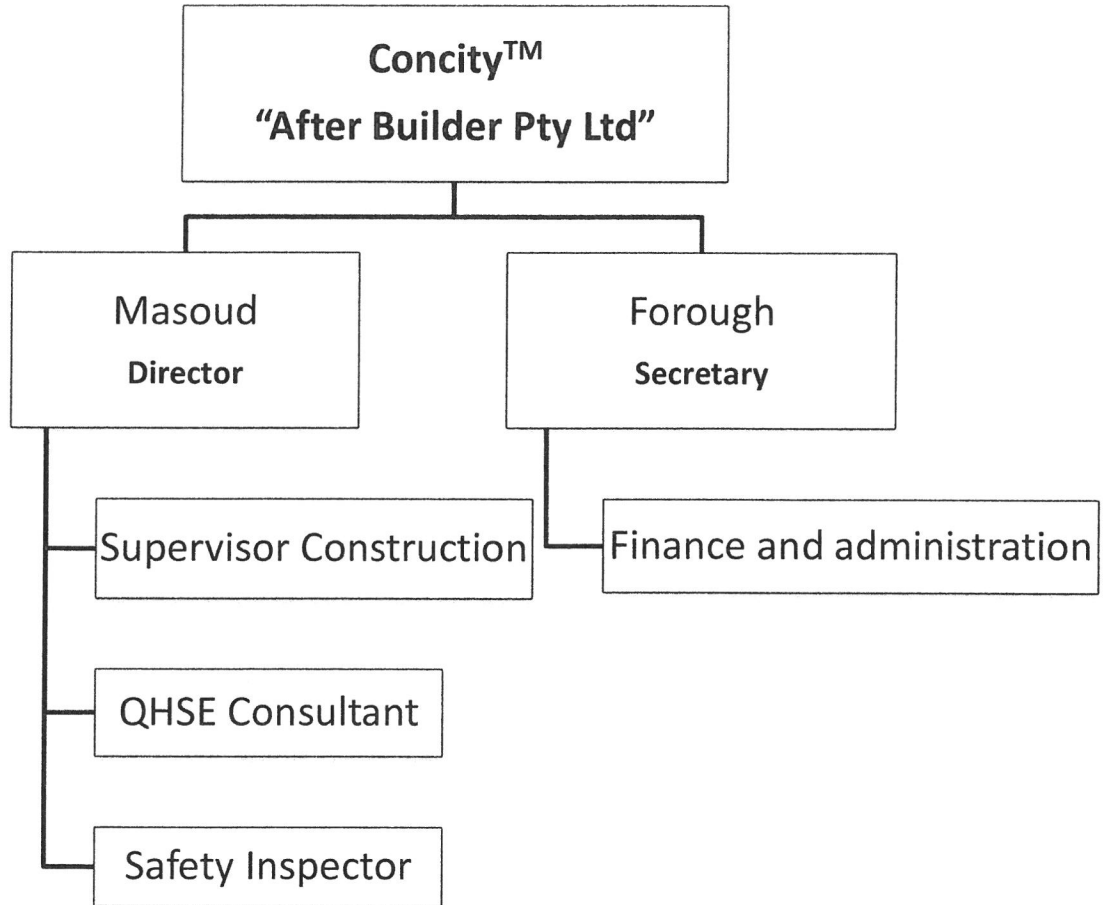 Concity™
“After Builder Pty Ltd”
Masoud
Director
Forough
Secretary
Supervisor Construction
Finance and administration
QHSE Consultant
Safety Inspector